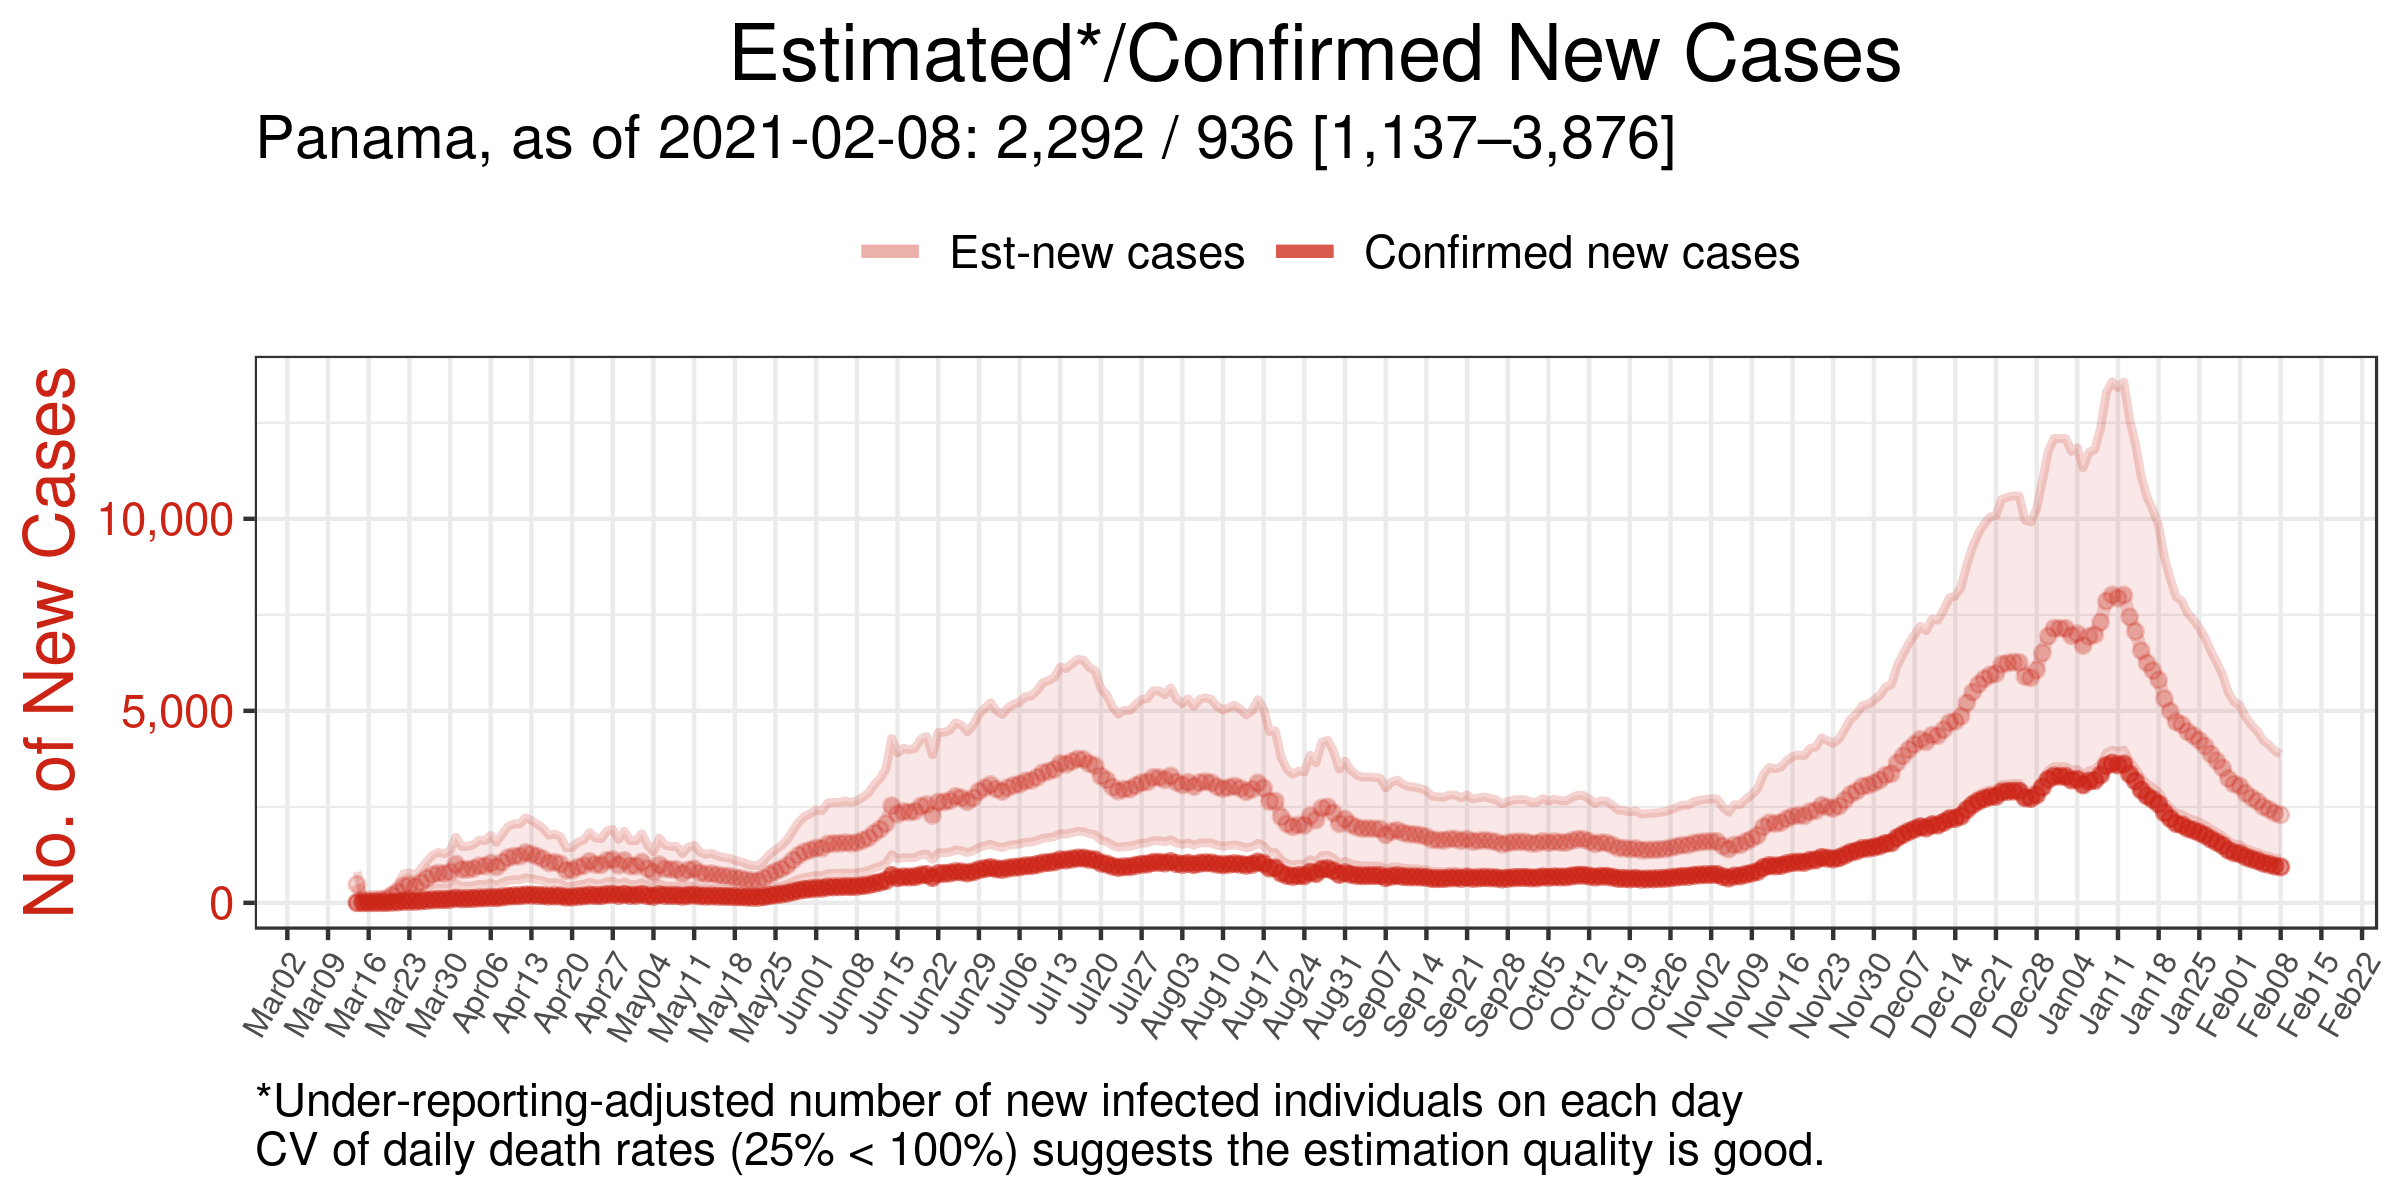 Estimated*/Confirmed New Cases
Panama, as of 2021-02-08: 2,292 / 936 [1,137–3,876]
Est-new cases Confirmed new cases
No. of New Cases
10,000
5,000
0
Mar02 Mar09 Mar16 Mar23 Mar30 Apr06 Apr13 Apr20 Apr27 May04 May11 May18 May25 Jun01 Jun08 Jun15 Jun22 Jun29 Jul06 Jul13 Jul20 Jul27 Aug03 Aug10 Aug17 Aug24 Aug31 Sep07 Sep14 Sep21 Sep28 Oct05 Oct12 Oct19 Oct26 Nov02 Nov09 Nov16 Nov23 Nov30 Dec07 Dec14 Dec21 Dec28 Jan04 Jan11 Jan18 Jan25 Feb01 Feb08 Feb15 Feb22
*Under-reporting-adjusted number of new infected individuals on each day
CV of daily death rates (25% < 100%) suggests the estimation quality is good.